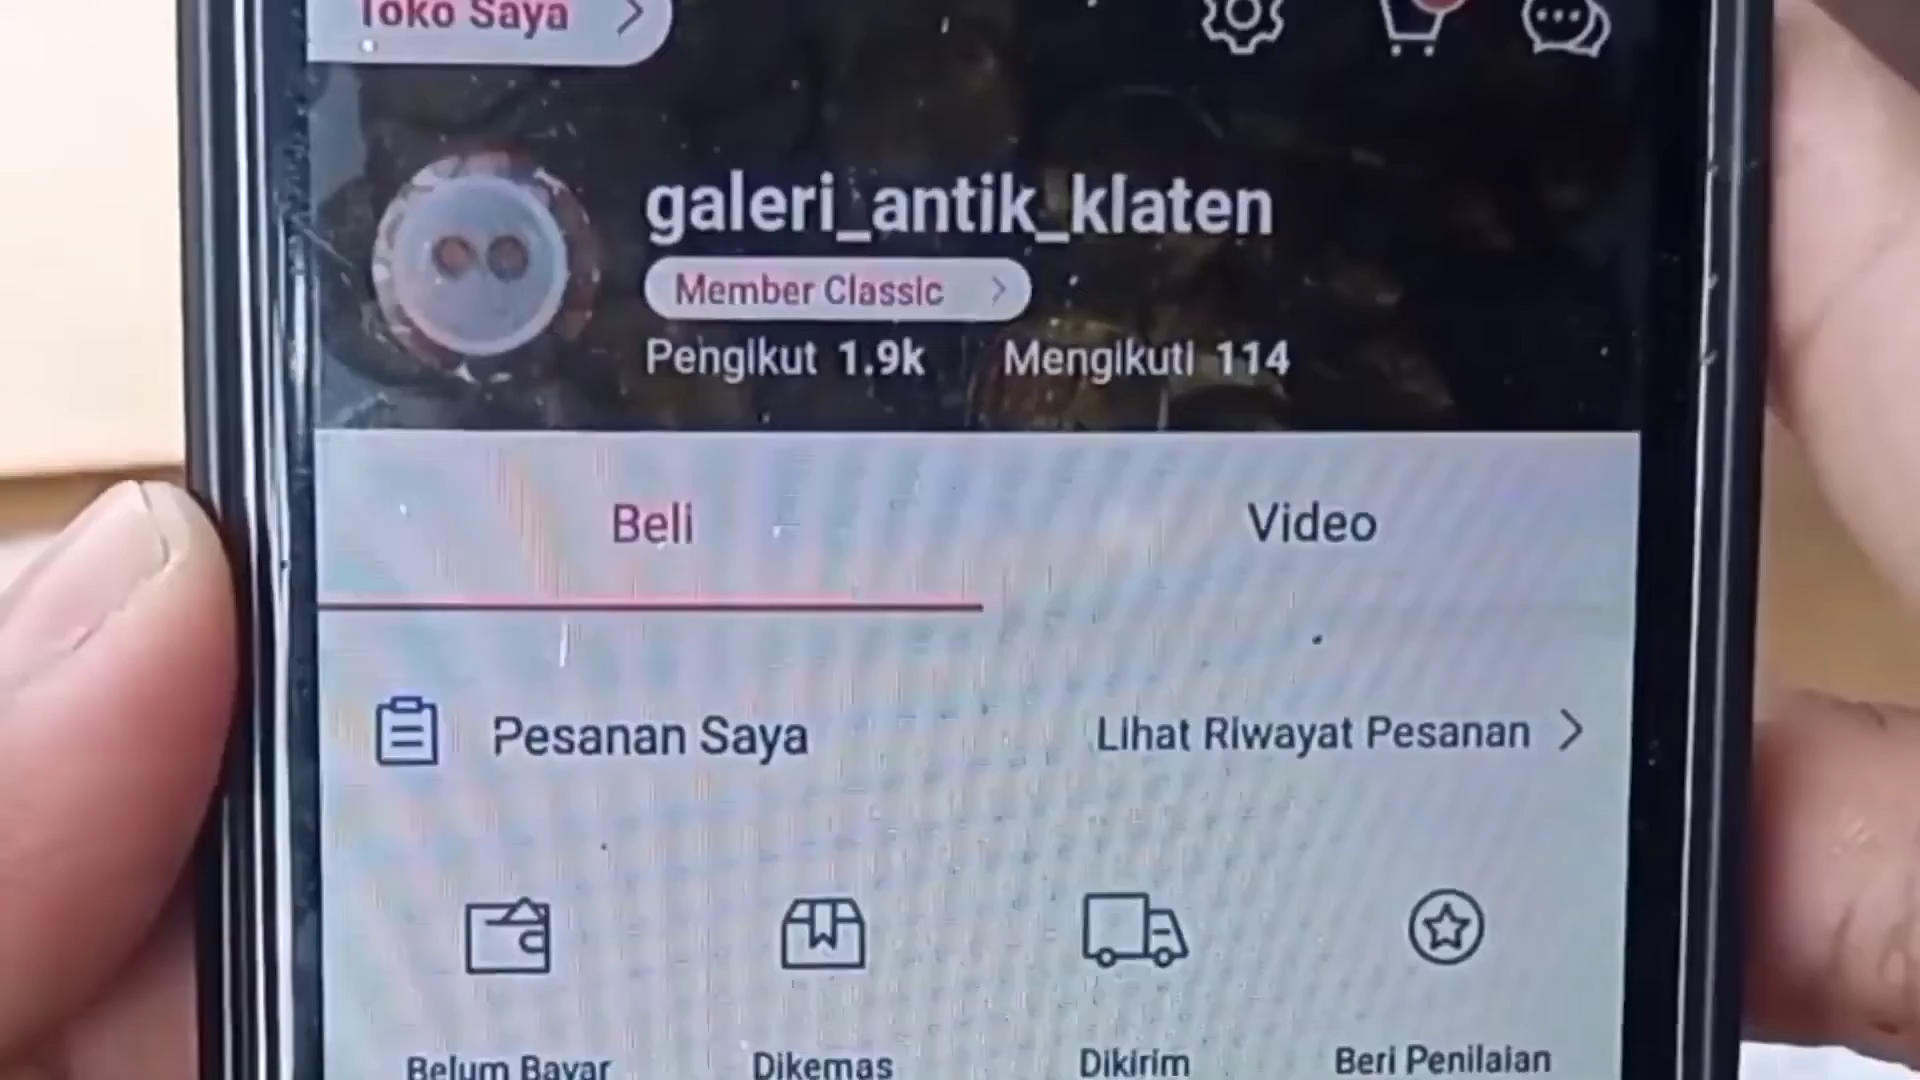 Toko Saya
galeri_antik_klaten
Member Classic
Pengikut 1.9k Mengikuti 114
Beli Video
Pesanan Saya Lihat Riwayat Pesanan
Belum Bayar Dikemas Dikirim Beri Penilaian